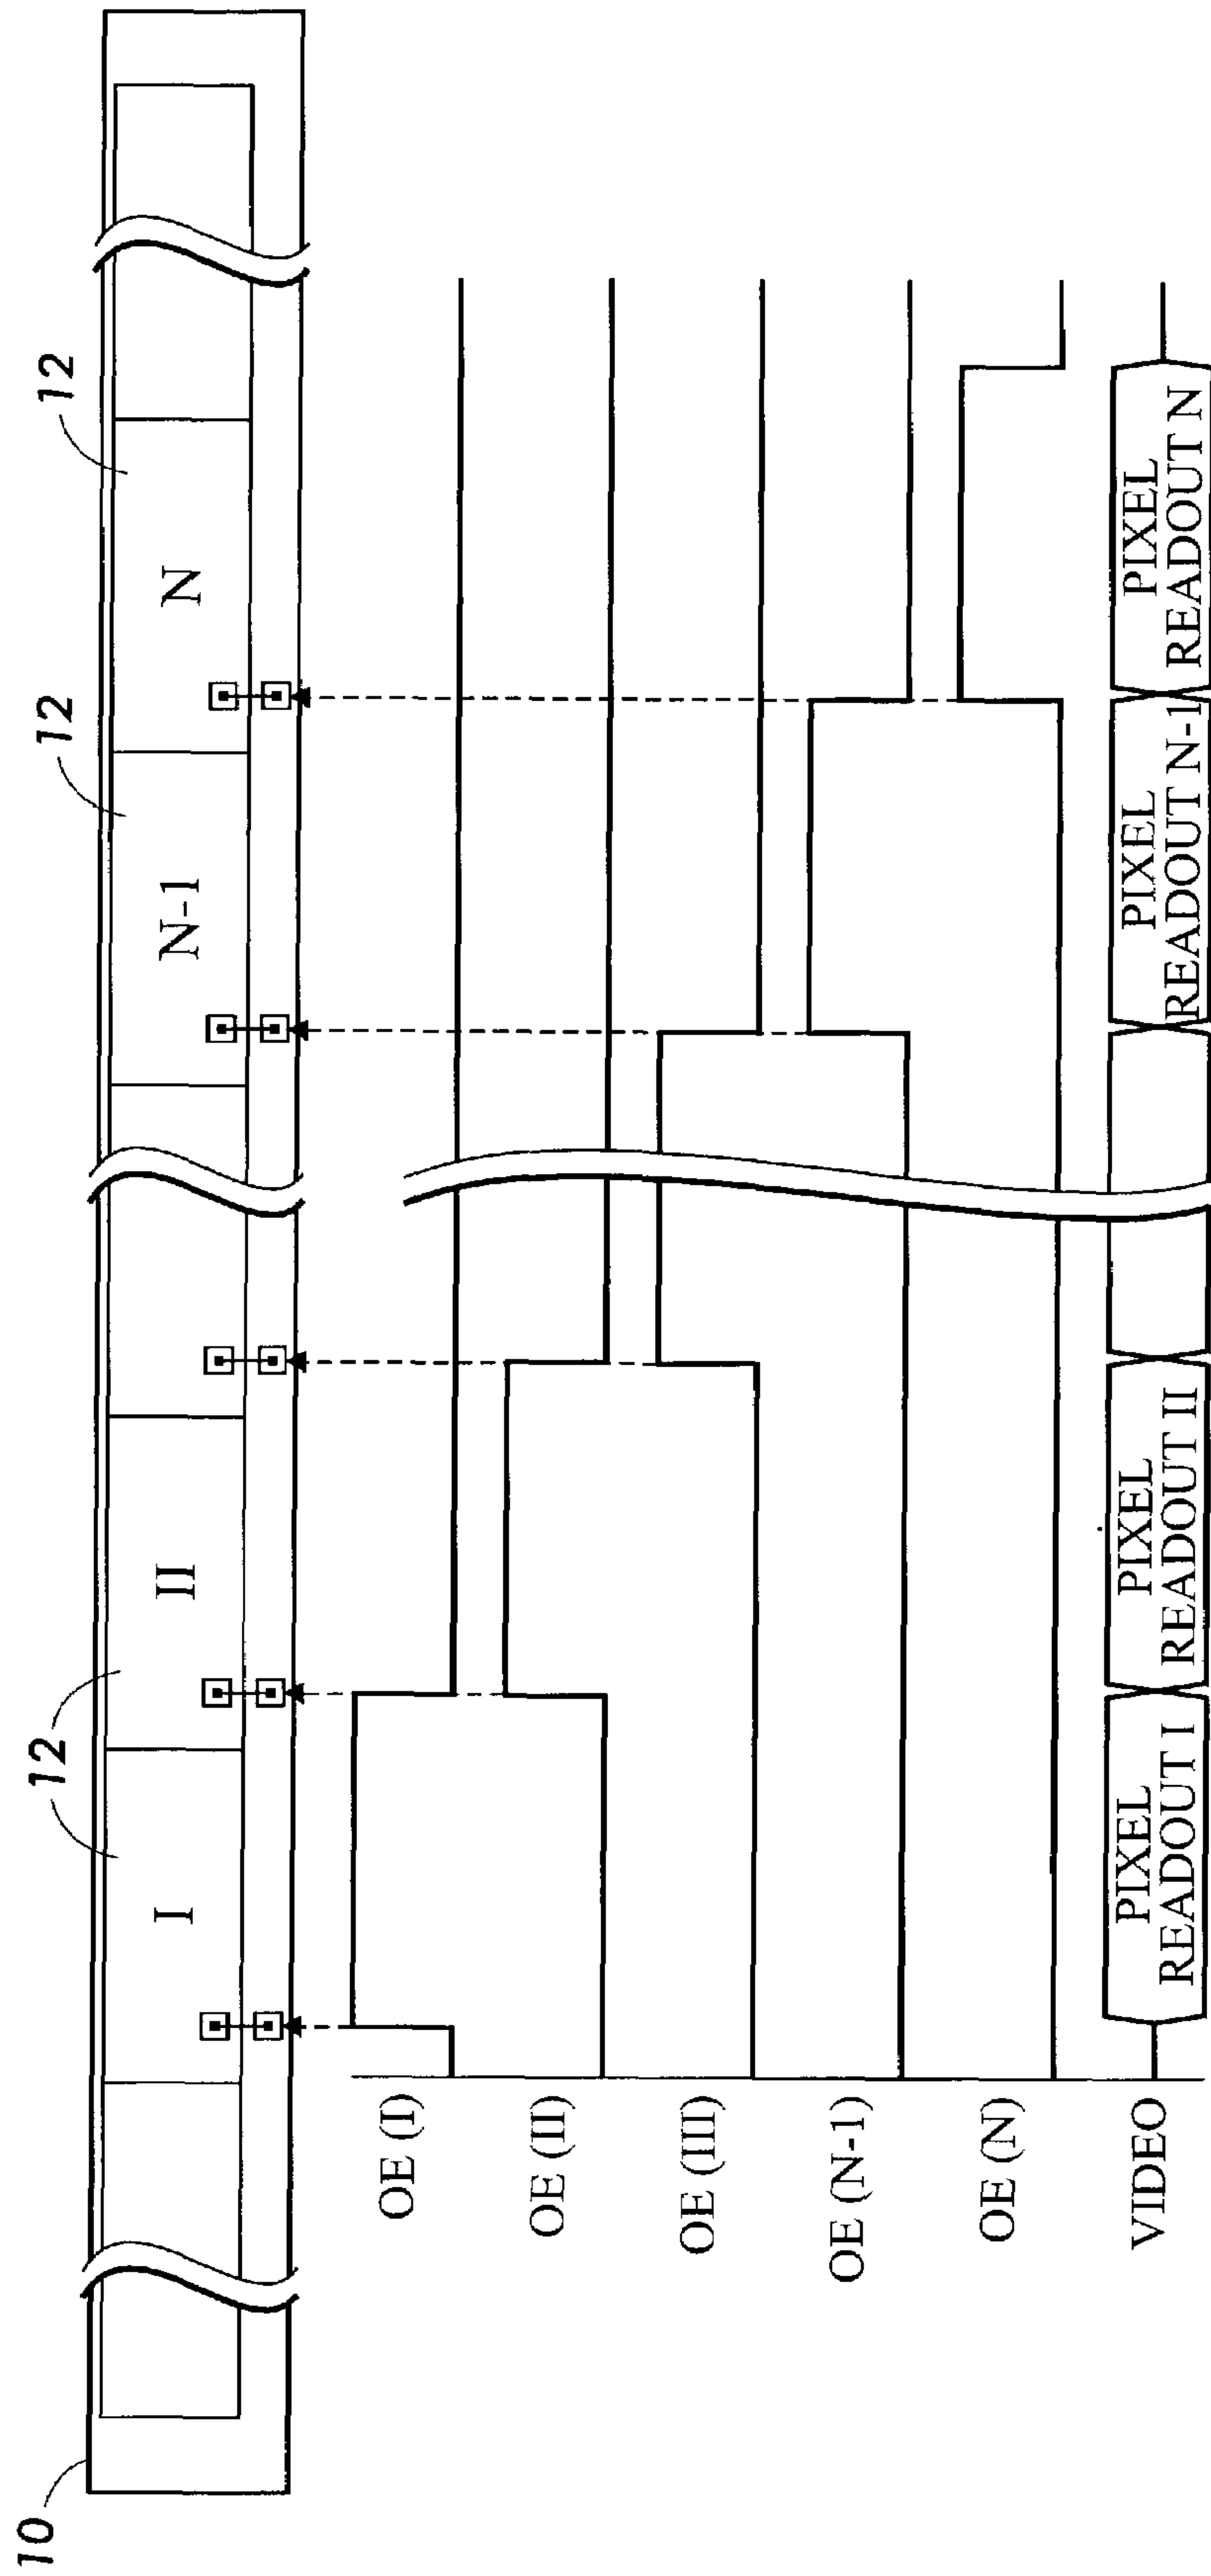 10
12
12
12
I
II
N-1
N
OE (I)
OE (II)
OE (III)
OE (N-1)
OE (N)
VIDEO
PIXEL
READOUT I
PIXEL
READOUT II
PIXEL
READOUT N-1
PIXEL
READOUT N